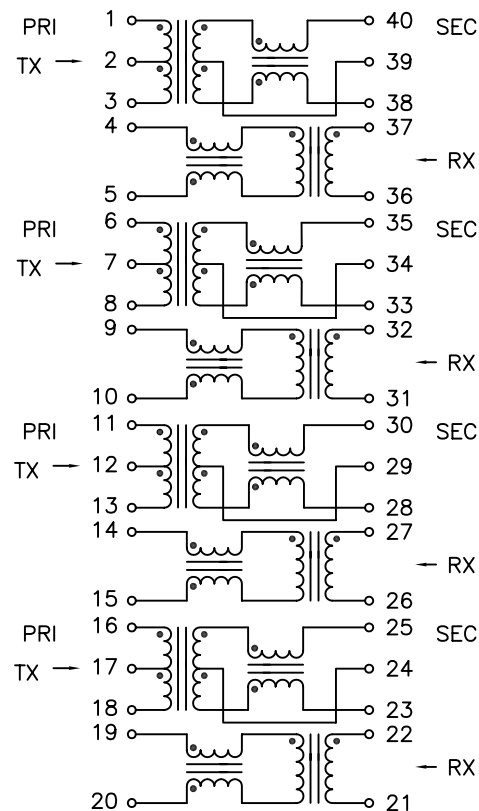 PRI 1 40 SEC
TX 2 39
3 38
4 37
RX
5 36
PRI 6 35 SEC
TX 7 34
8 33
9 32
RX
10 31
PRI 11 30 SEC
TX 12 29
13 28
14 27
RX
15 26
PRI 16 25 SEC
TX 17 24
18 23
19 22
RX
20 21